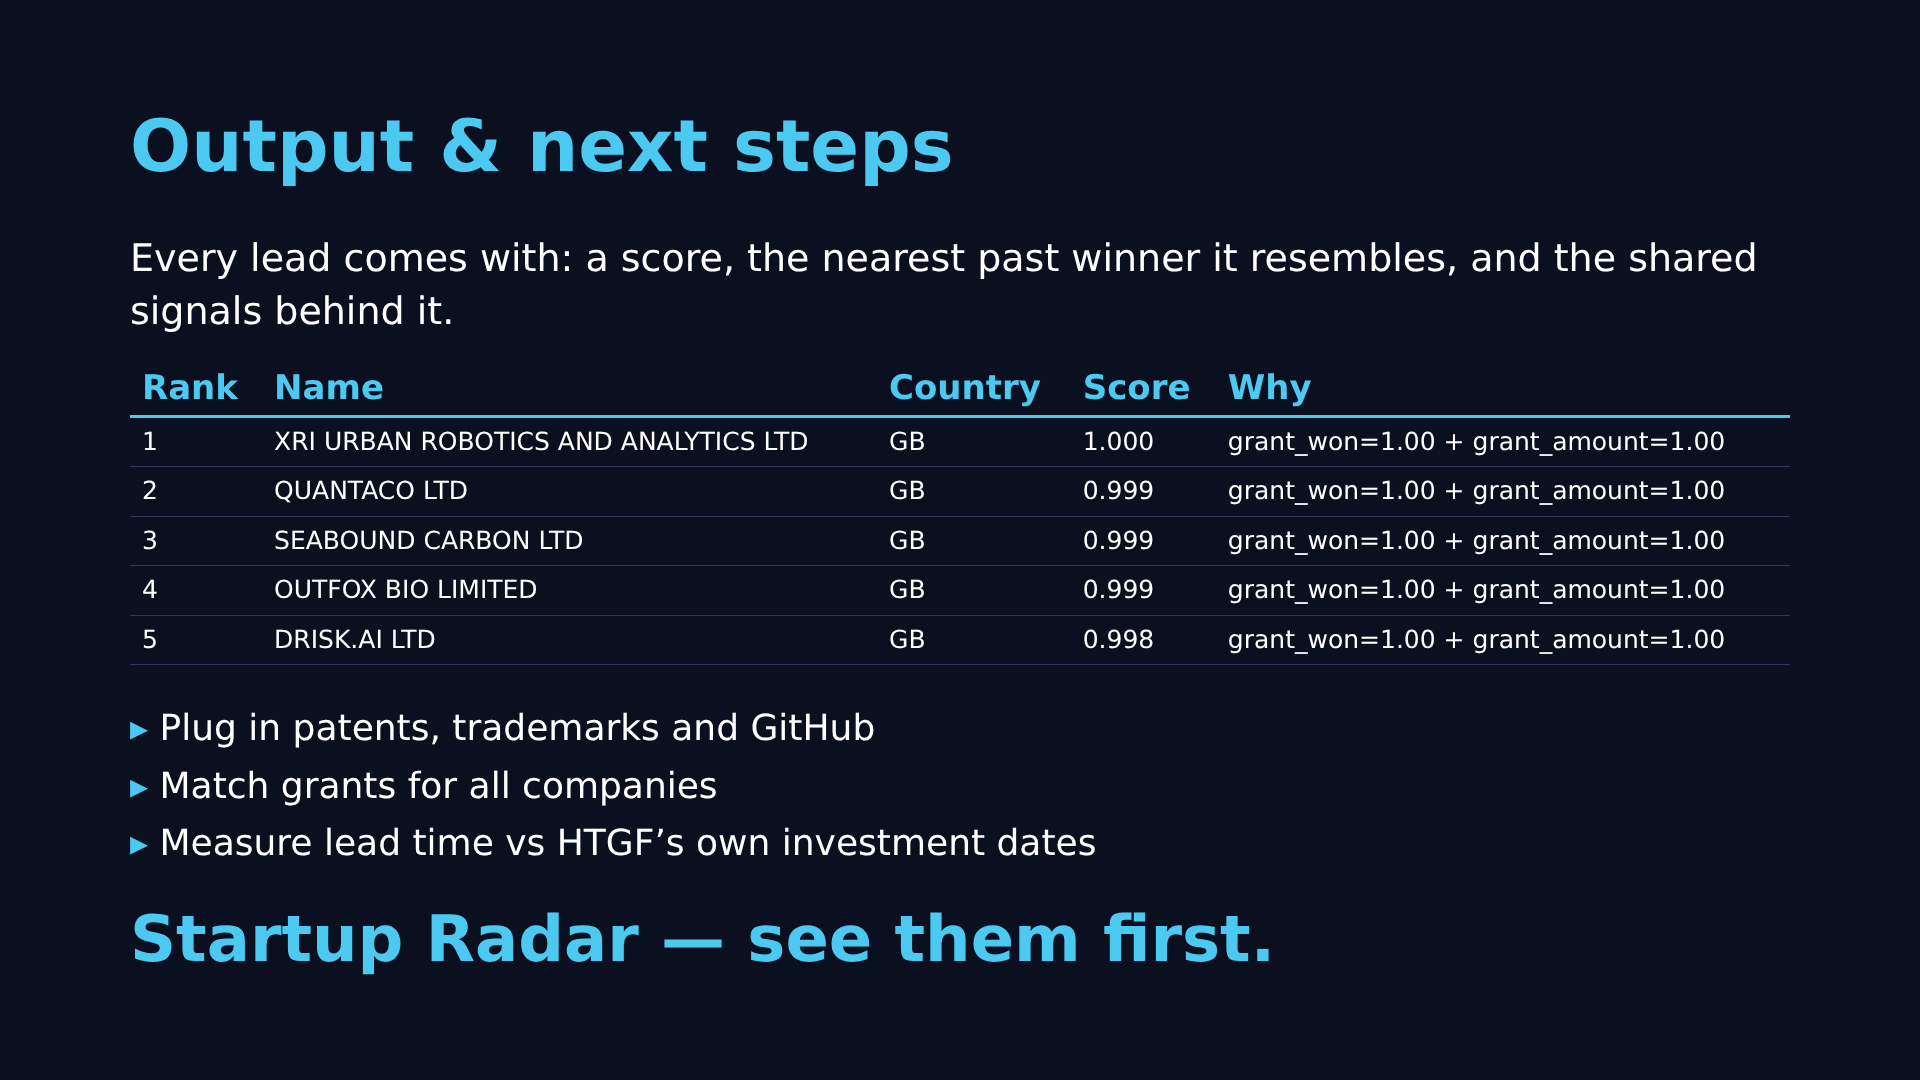 Output & next steps
Every lead comes with: a score, the nearest past winner it resembles, and the shared
signals behind it.
Rank Name Country Score Why
1 XRI URBAN ROBOTICS AND ANALYTICS LTD GB 1.000 grant_won=1.00 + grant_amount=1.00
2 QUANTACO LTD GB 0.999 grant_won=1.00 + grant_amount=1.00
3 SEABOUND CARBON LTD GB 0.999 grant_won=1.00 + grant_amount=1.00
4 OUTFOX BIO LIMITED GB 0.999 grant_won=1.00 + grant_amount=1.00
5 DRISK.AI LTD GB 0.998 grant_won=1.00 + grant_amount=1.00
▸ Plug in patents, trademarks and GitHub
▸ Match grants for all companies
▸ Measure lead time vs HTGF’s own investment dates
Startup Radar — see them first.